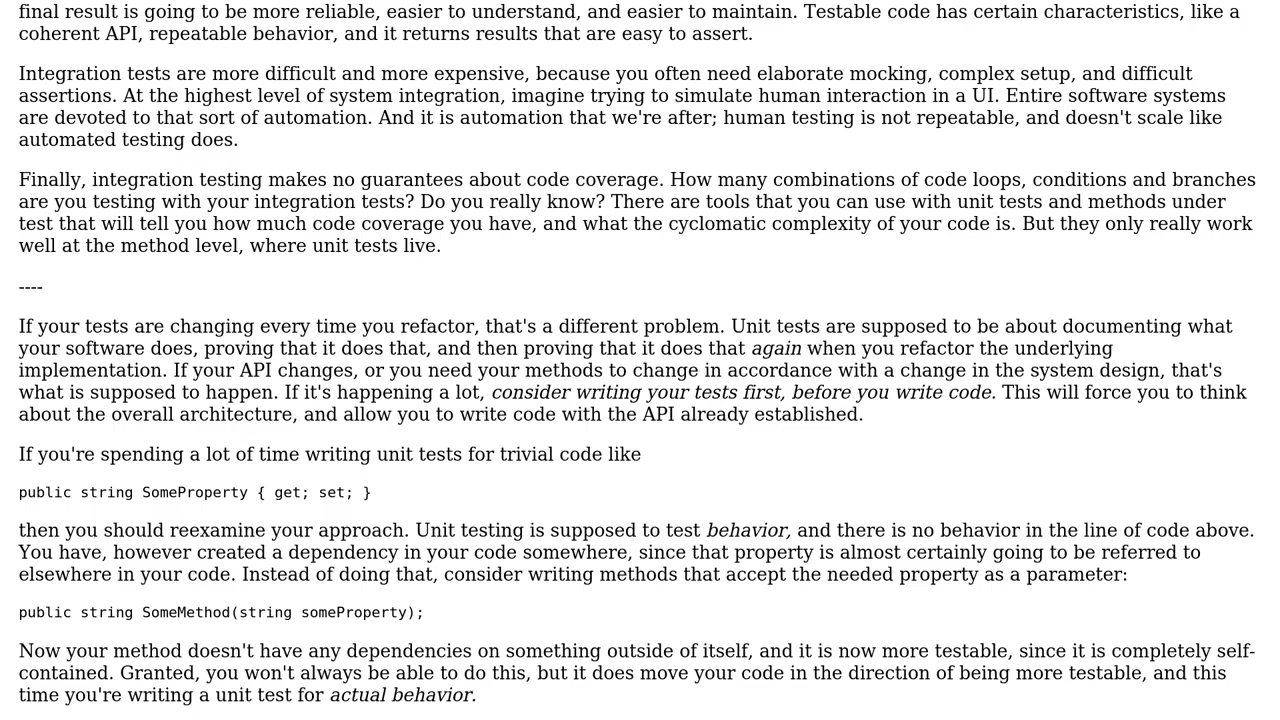 final result is going to be more reliable, easier to understand, and easier to maintain. Testable code has certain characteristics, like a
coherent API, repeatable behavior, and it returns results that are easy to assert.
Integration tests are more difficult and more expensive, because you often need elaborate mocking, complex setup, and difficult
assertions. At the highest level of system integration, imagine trying to simulate human interaction in a UI. Entire software systems
are devoted to that sort of automation. And it is automation that we're after; human testing is not repeatable, and doesn't scale like
automated testing does.
Finally, integration testing makes no guarantees about code coverage. How many combinations of code loops, conditions and branches
are you testing with your integration tests? Do you really know? There are tools that you can use with unit tests and methods under
test that will tell you how much code coverage you have, and what the cyclomatic complexity of your code is. But they only really work
well at the method level, where unit tests live.
----
If your tests are changing every time you refactor, that's a different problem. Unit tests are supposed to be about documenting what
your software does, proving that it does that, and then proving that it does that again when you refactor the underlying
implementation. If your API changes, or you need your methods to change in accordance with a change in the system design, that's
what is supposed to happen. If it's happening a lot, consider writing your tests first, before you write code. This will force you to think
about the overall architecture, and allow you to write code with the API already established.
If you're spending a lot of time writing unit tests for trivial code like
public string SomeProperty { get; set; }
then you should reexamine your approach. Unit testing is supposed to test behavior, and there is no behavior in the line of code above.
You have, however created a dependency in your code somewhere, since that property is almost certainly going to be referred to
elsewhere in your code. Instead of doing that, consider writing methods that accept the needed property as a parameter:
public string SomeMethod(string someProperty);
Now your method doesn't have any dependencies on something outside of itself, and it is now more testable, since it is completely self-
contained. Granted, you won't always be able to do this, but it does move your code in the direction of being more testable, and this
time you're writing a unit test for actual behavior.